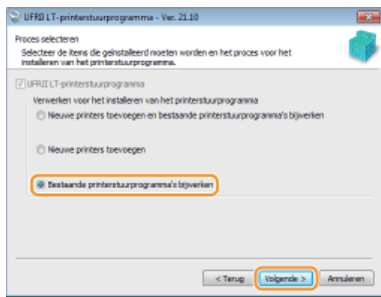 UFRII LT-printerstuurprogramma - Ver. 21.10
Proces selecteren
Selecteer de items die geïnstalleerd moeten worden en het proces voor het
installeren van het printerstuurprogramma.
UFRII LT-printerstuurprogramma
Verwerken voor het installeren van het printerstuurprogramma
Nieuwe printers toevoegen en bestaande printerstuurprogramma's bijwerken
Nieuwe printers toevoegen
Bestaande printerstuurprogramma's bijwerken
< Terug Volgende > Annuleren